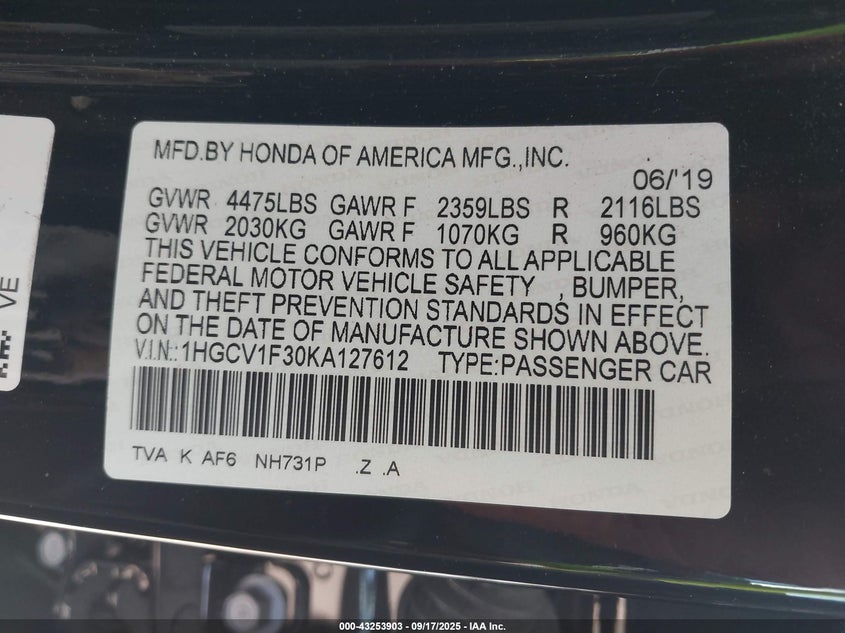 MFD.BY HONDA OF AMERICA MFG.,INC.
06/'19
GVWR 4475LBS GAWR F 2359LBS R 2116LBS
GVWR 2030KG GAWR F 1070KG R 960KG
THIS VEHICLE CONFORMS TO ALL APPLICABLE
FEDERAL MOTOR VEHICLE SAFETY , BUMPER,
AND THEFT PREVENTION STANDARDS IN EFFECT
ON THE DATE OF MANUFACTURE SHOWN ABOVE.
V.I.N.:1HGCV1F30KA127612 TYPE:PASSENGER CAR
TVA K AF6 NH731P .Z .A
VE
000-43253903 - 09/17/2025 - IAA Inc.